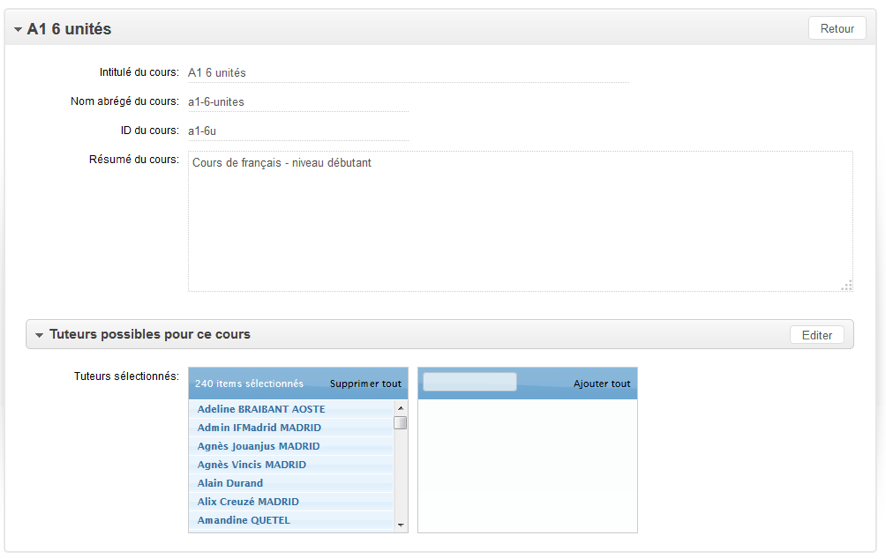 A1 6 unités
Retour
Intitulé du cours: A1 6 unités
Nom abrégé du cours: a1-6-unites
ID du cours: a1-6u
Résumé du cours: Cours de français - niveau débutant
Tuteurs possibles pour ce cours
Editer
Tuteurs sélectionnés:
240 items sélectionnés Supprimer tout
Ajouter tout
Adeline BRAIBANT AOSTE
Admin IFMadrid MADRID
Agnès Jouanjus MADRID
Agnès Vincis MADRID
Alain Durand
Alix Creuzé MADRID
Amandine QUETEL